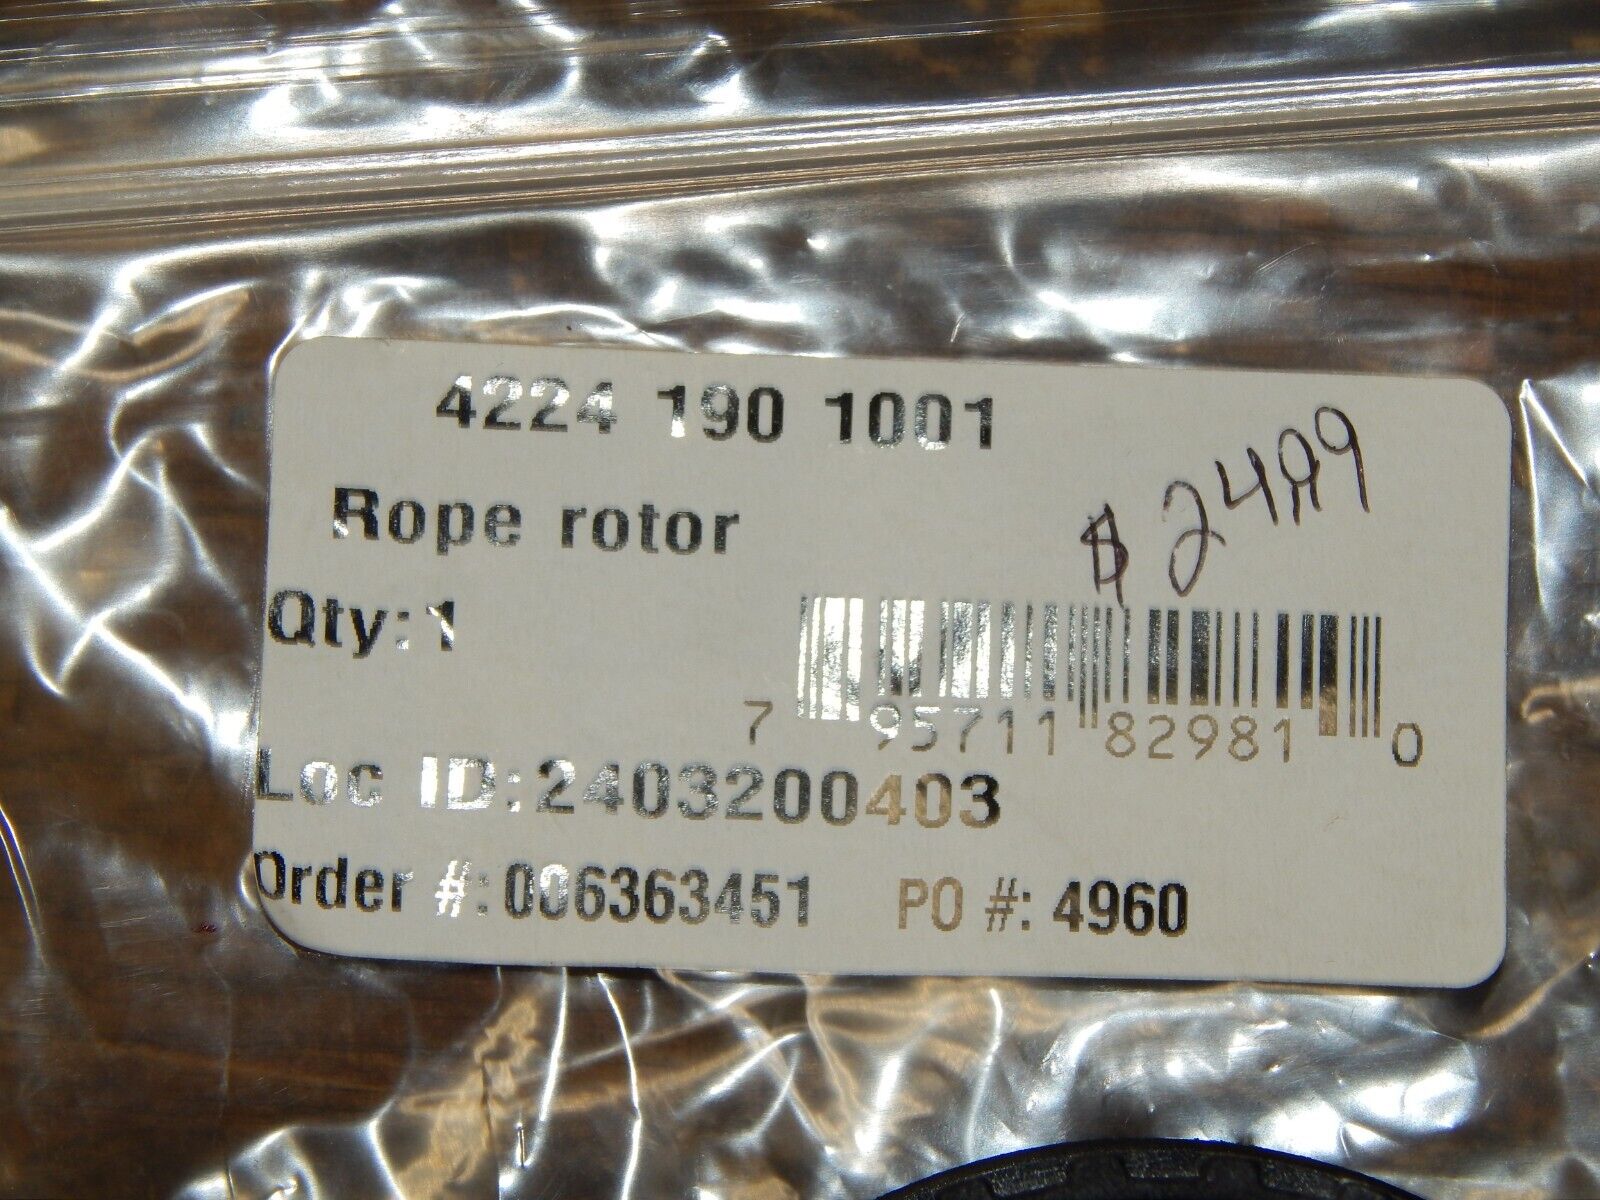 4224 190 1001
$ 24.99
Rope rotor
Qty:1
7 95711 82981 0
Loc ID:2403200403
Order #:006363451 PO #: 4960